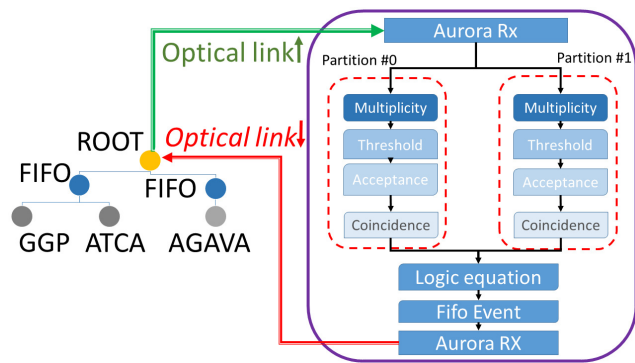 Aurora Rx
Optical link↑
Partition #0
Partition #1
Multiplicity
Multiplicity
Optical link↓
ROOT
Threshold
Threshold
FIFO
FIFO
Acceptance
Acceptance
GGP
ATCA
AGAVA
Coincidence
Coincidence
Logic equation
Fifo Event
Aurora RX